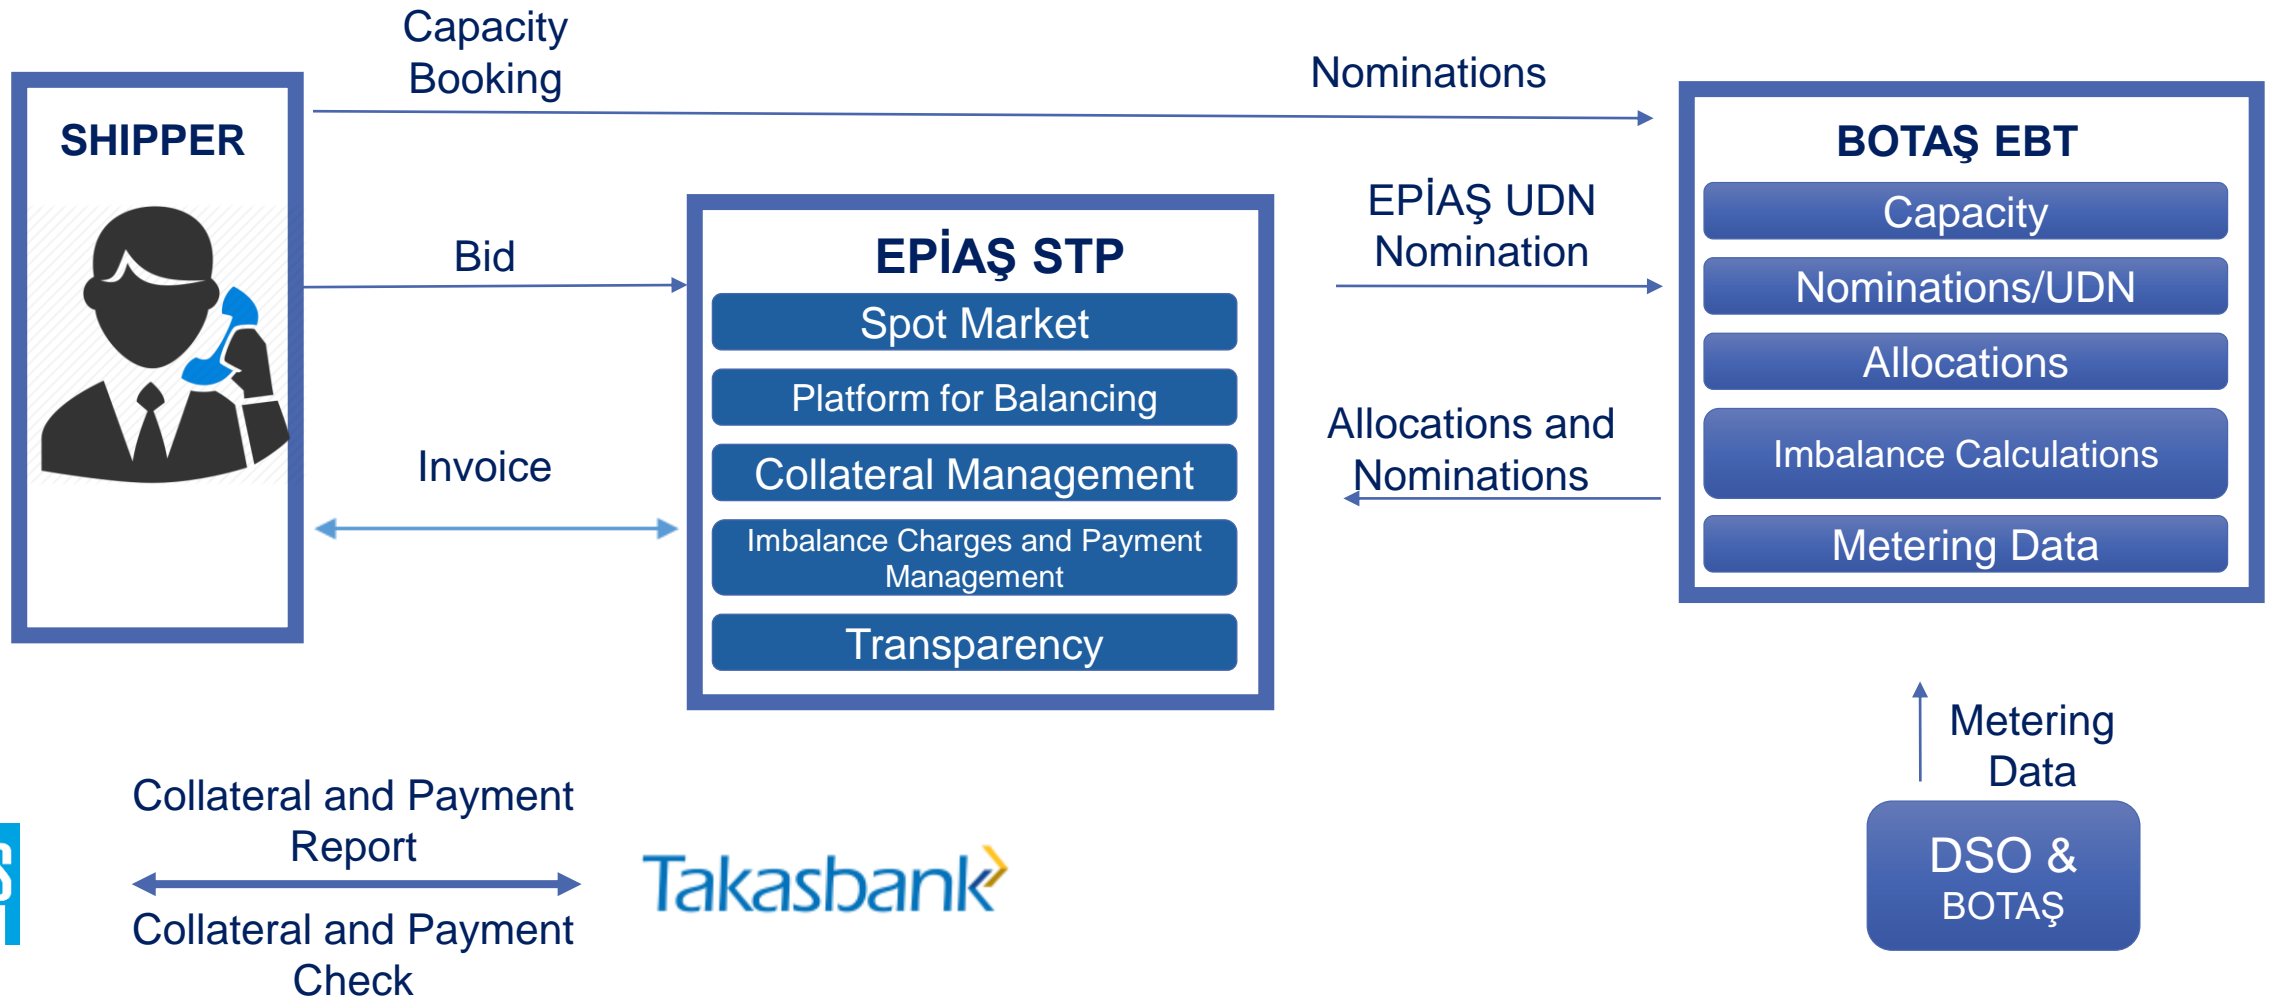 Capacity
Booking
Nominations
SHIPPER
BOTAŞ EBT
Capacity
EPİAŞ UDN
Nomination
Bid
EPİAŞ STP
Nominations/UDN
Spot Market
Allocations
Platform for Balancing
Allocations and
Nominations
Invoice
Collateral Management
Imbalance Calculations
Imbalance Charges and Payment
Management
Metering Data
Transparency
Metering
Data
Collateral and Payment
Report
Takasbank
DSO &
BOTAŞ
Collateral and Payment
Check